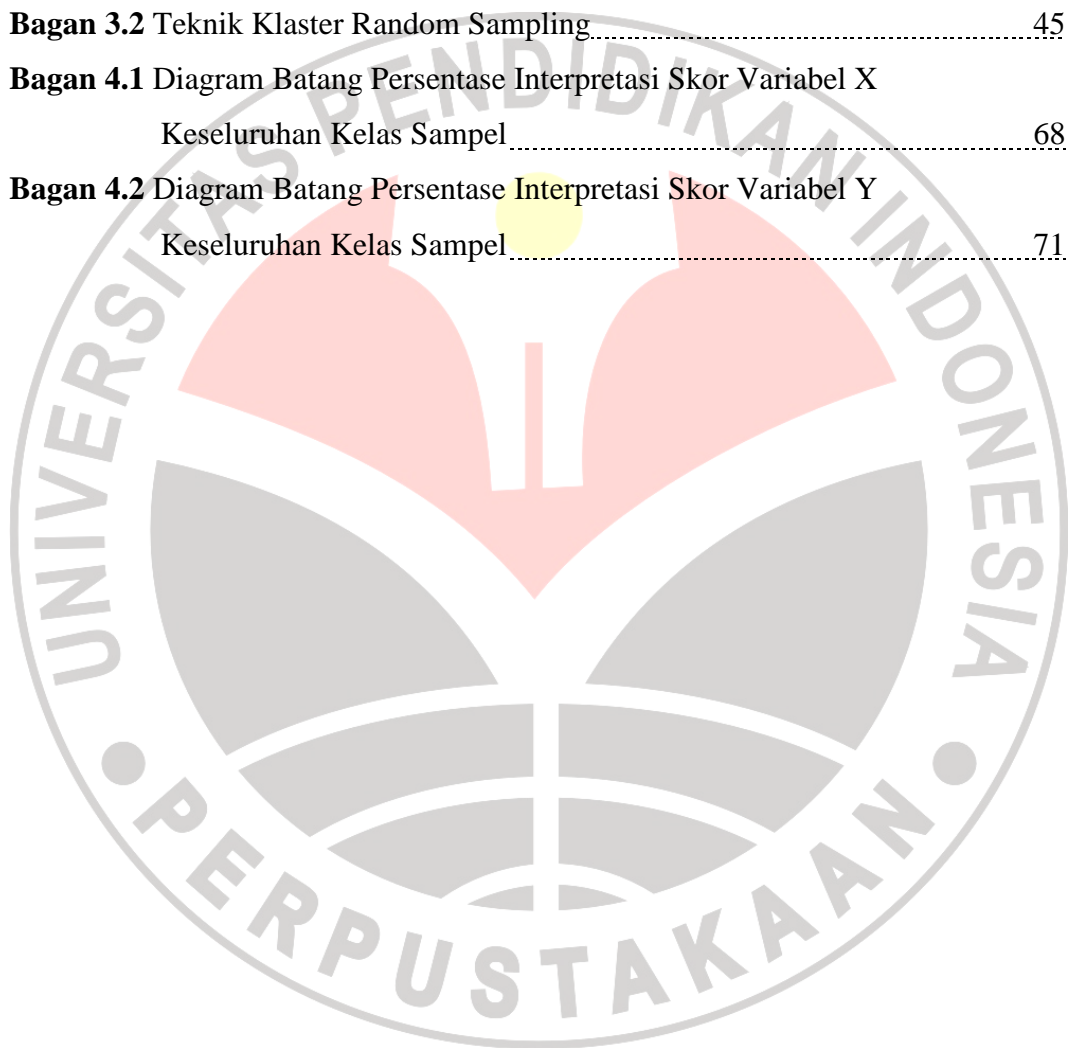 Bagan 3.2 Teknik Klaster Random Sampling 45
Bagan 4.1 Diagram Batang Persentase Interpretasi Skor Variabel X
Keseluruhan Kelas Sampel 68
Bagan 4.2 Diagram Batang Persentase Interpretasi Skor Variabel Y
Keseluruhan Kelas Sampel 71
UNIVERSITAS PENDIDIKAN INDONESIA
PERPUSTAKAAN